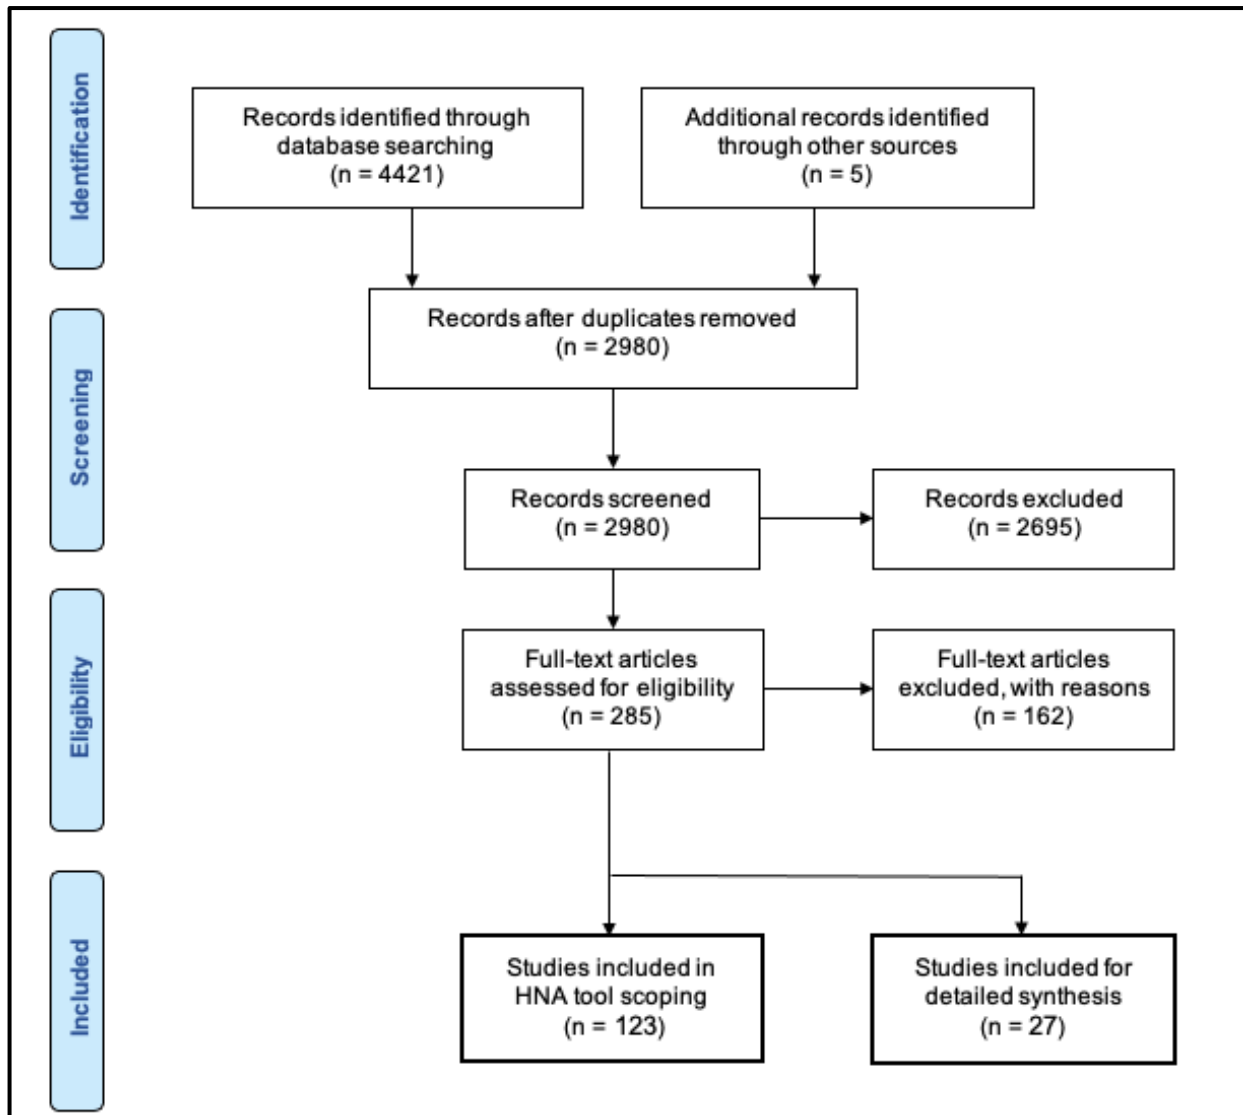 Identification
Records identified through
database searching
(n = 4421)
Additional records identified
through other sources
(n = 5)
Screening
Records after duplicates removed
(n = 2980)
Records screened
(n = 2980)
Records excluded
(n = 2695)
Eligibility
Full-text articles
assessed for eligibility
(n = 285)
Full-text articles
excluded, with reasons
(n = 162)
Included
Studies included in
HNA tool scoping
(n = 123)
Studies included for
detailed synthesis
(n = 27)